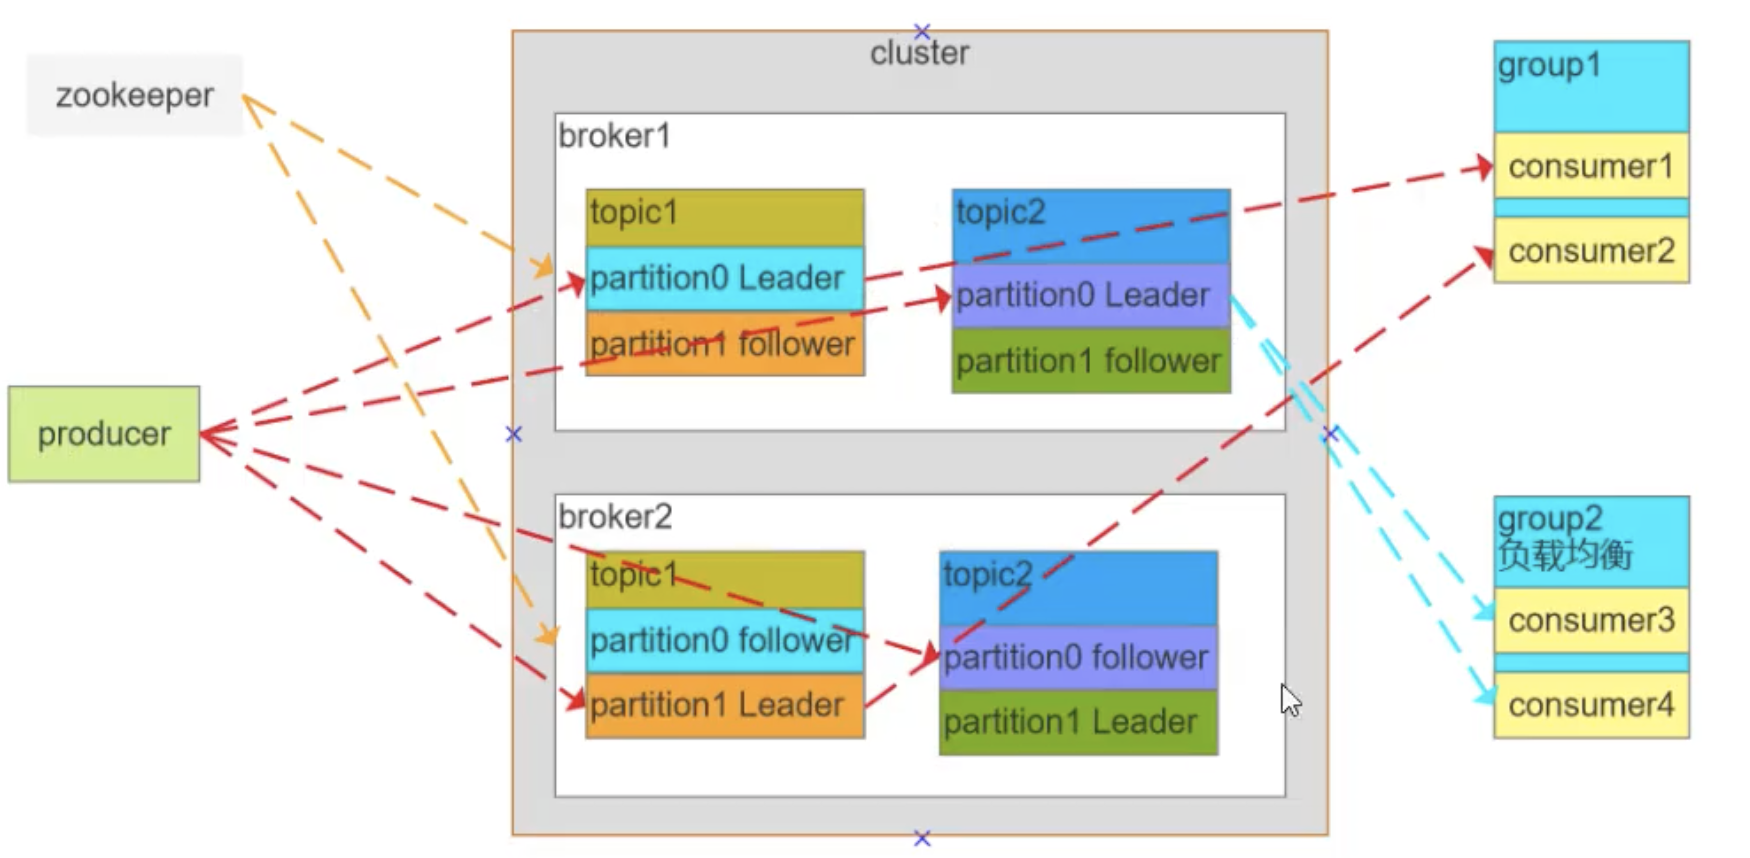 zookeeper
producer
cluster
broker1
topic1
partition0 Leader
partition1 follower
topic2
partition0 Leader
partition1 follower
broker2
topic1
partition0 follower
partition1 Leader
topic2
partition0 follower
partition1 Leader
group1
consumer1
consumer2
group2
负载均衡
consumer3
consumer4